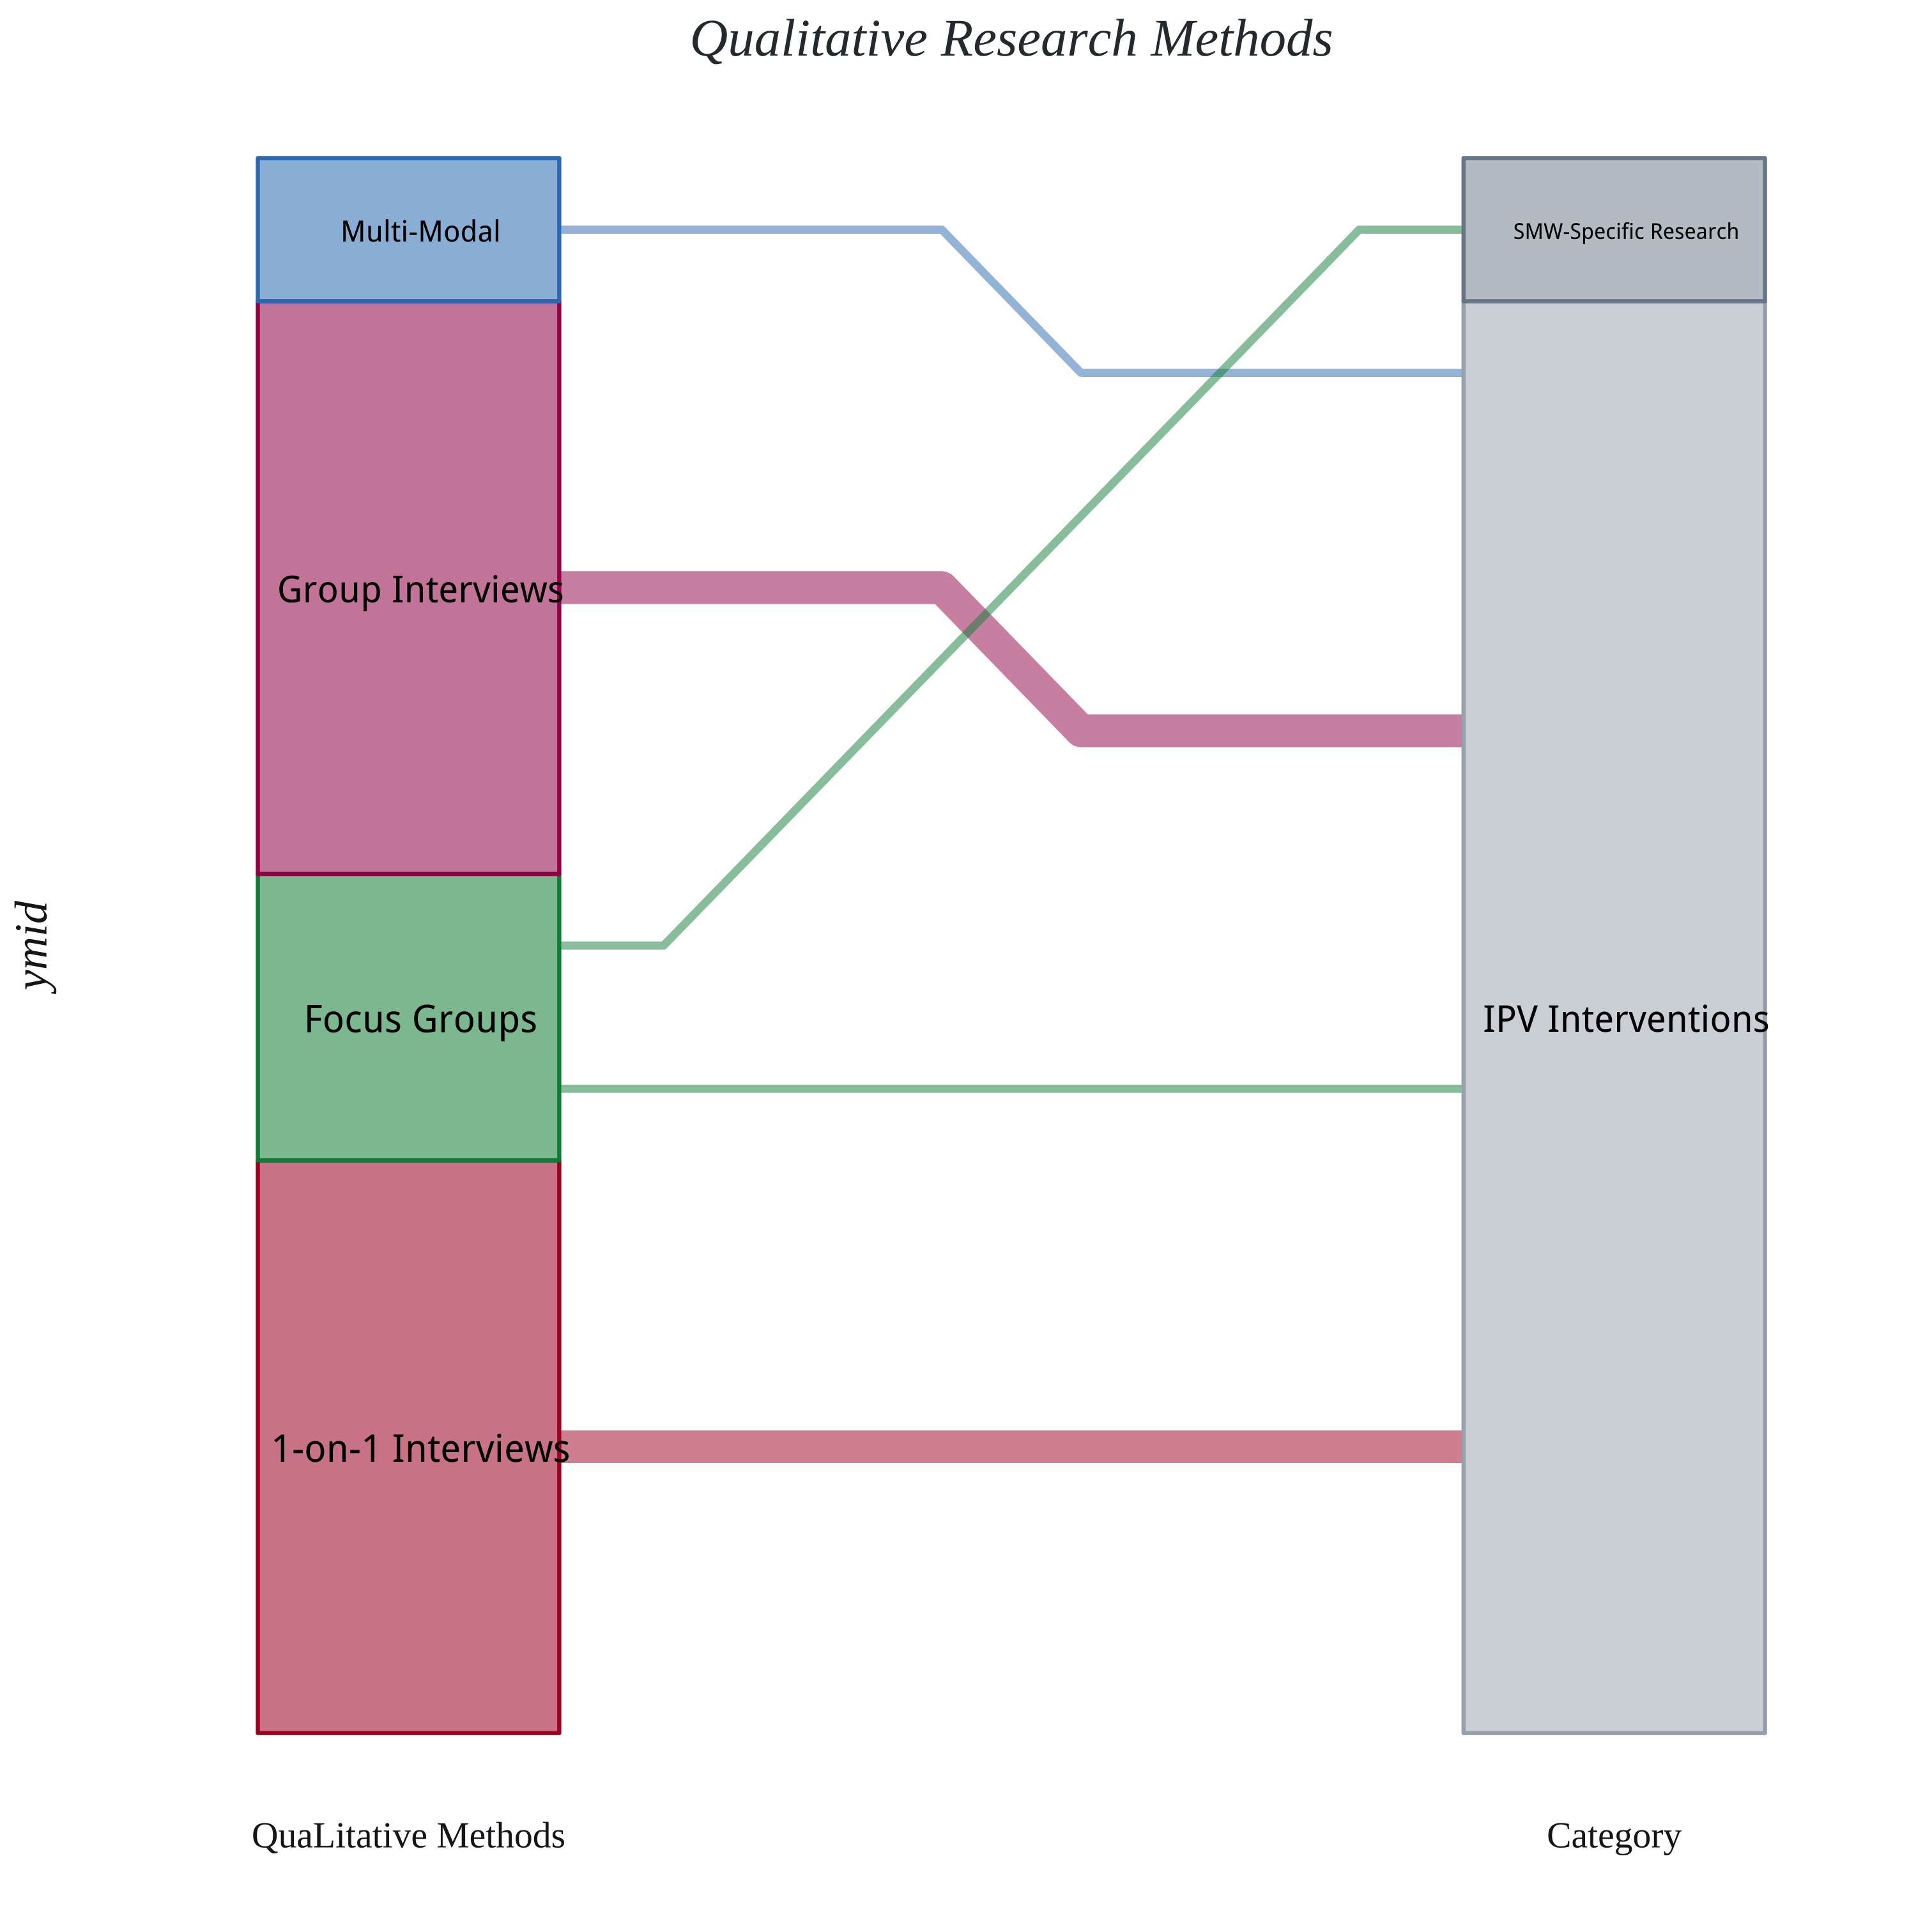 Qualitative Research Methods
Multi-Modal
SMW-Specific Research
Group Interviews
ymid
Focus Groups
IPV Interventions
1-on-1 Interviews
QuaLitative Methods
Category